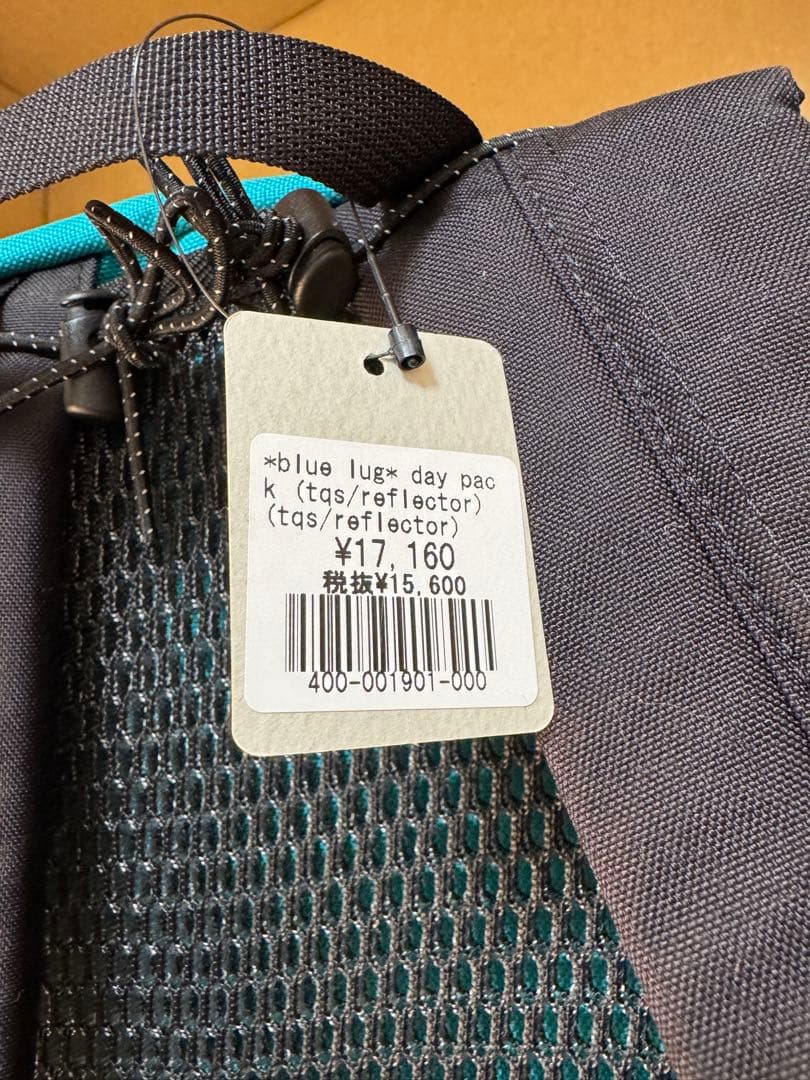 *blue lug* day pac
k (tqs/reflector)
(tqs/reflector)
¥17,160
税抜¥15,600
400-001901-000